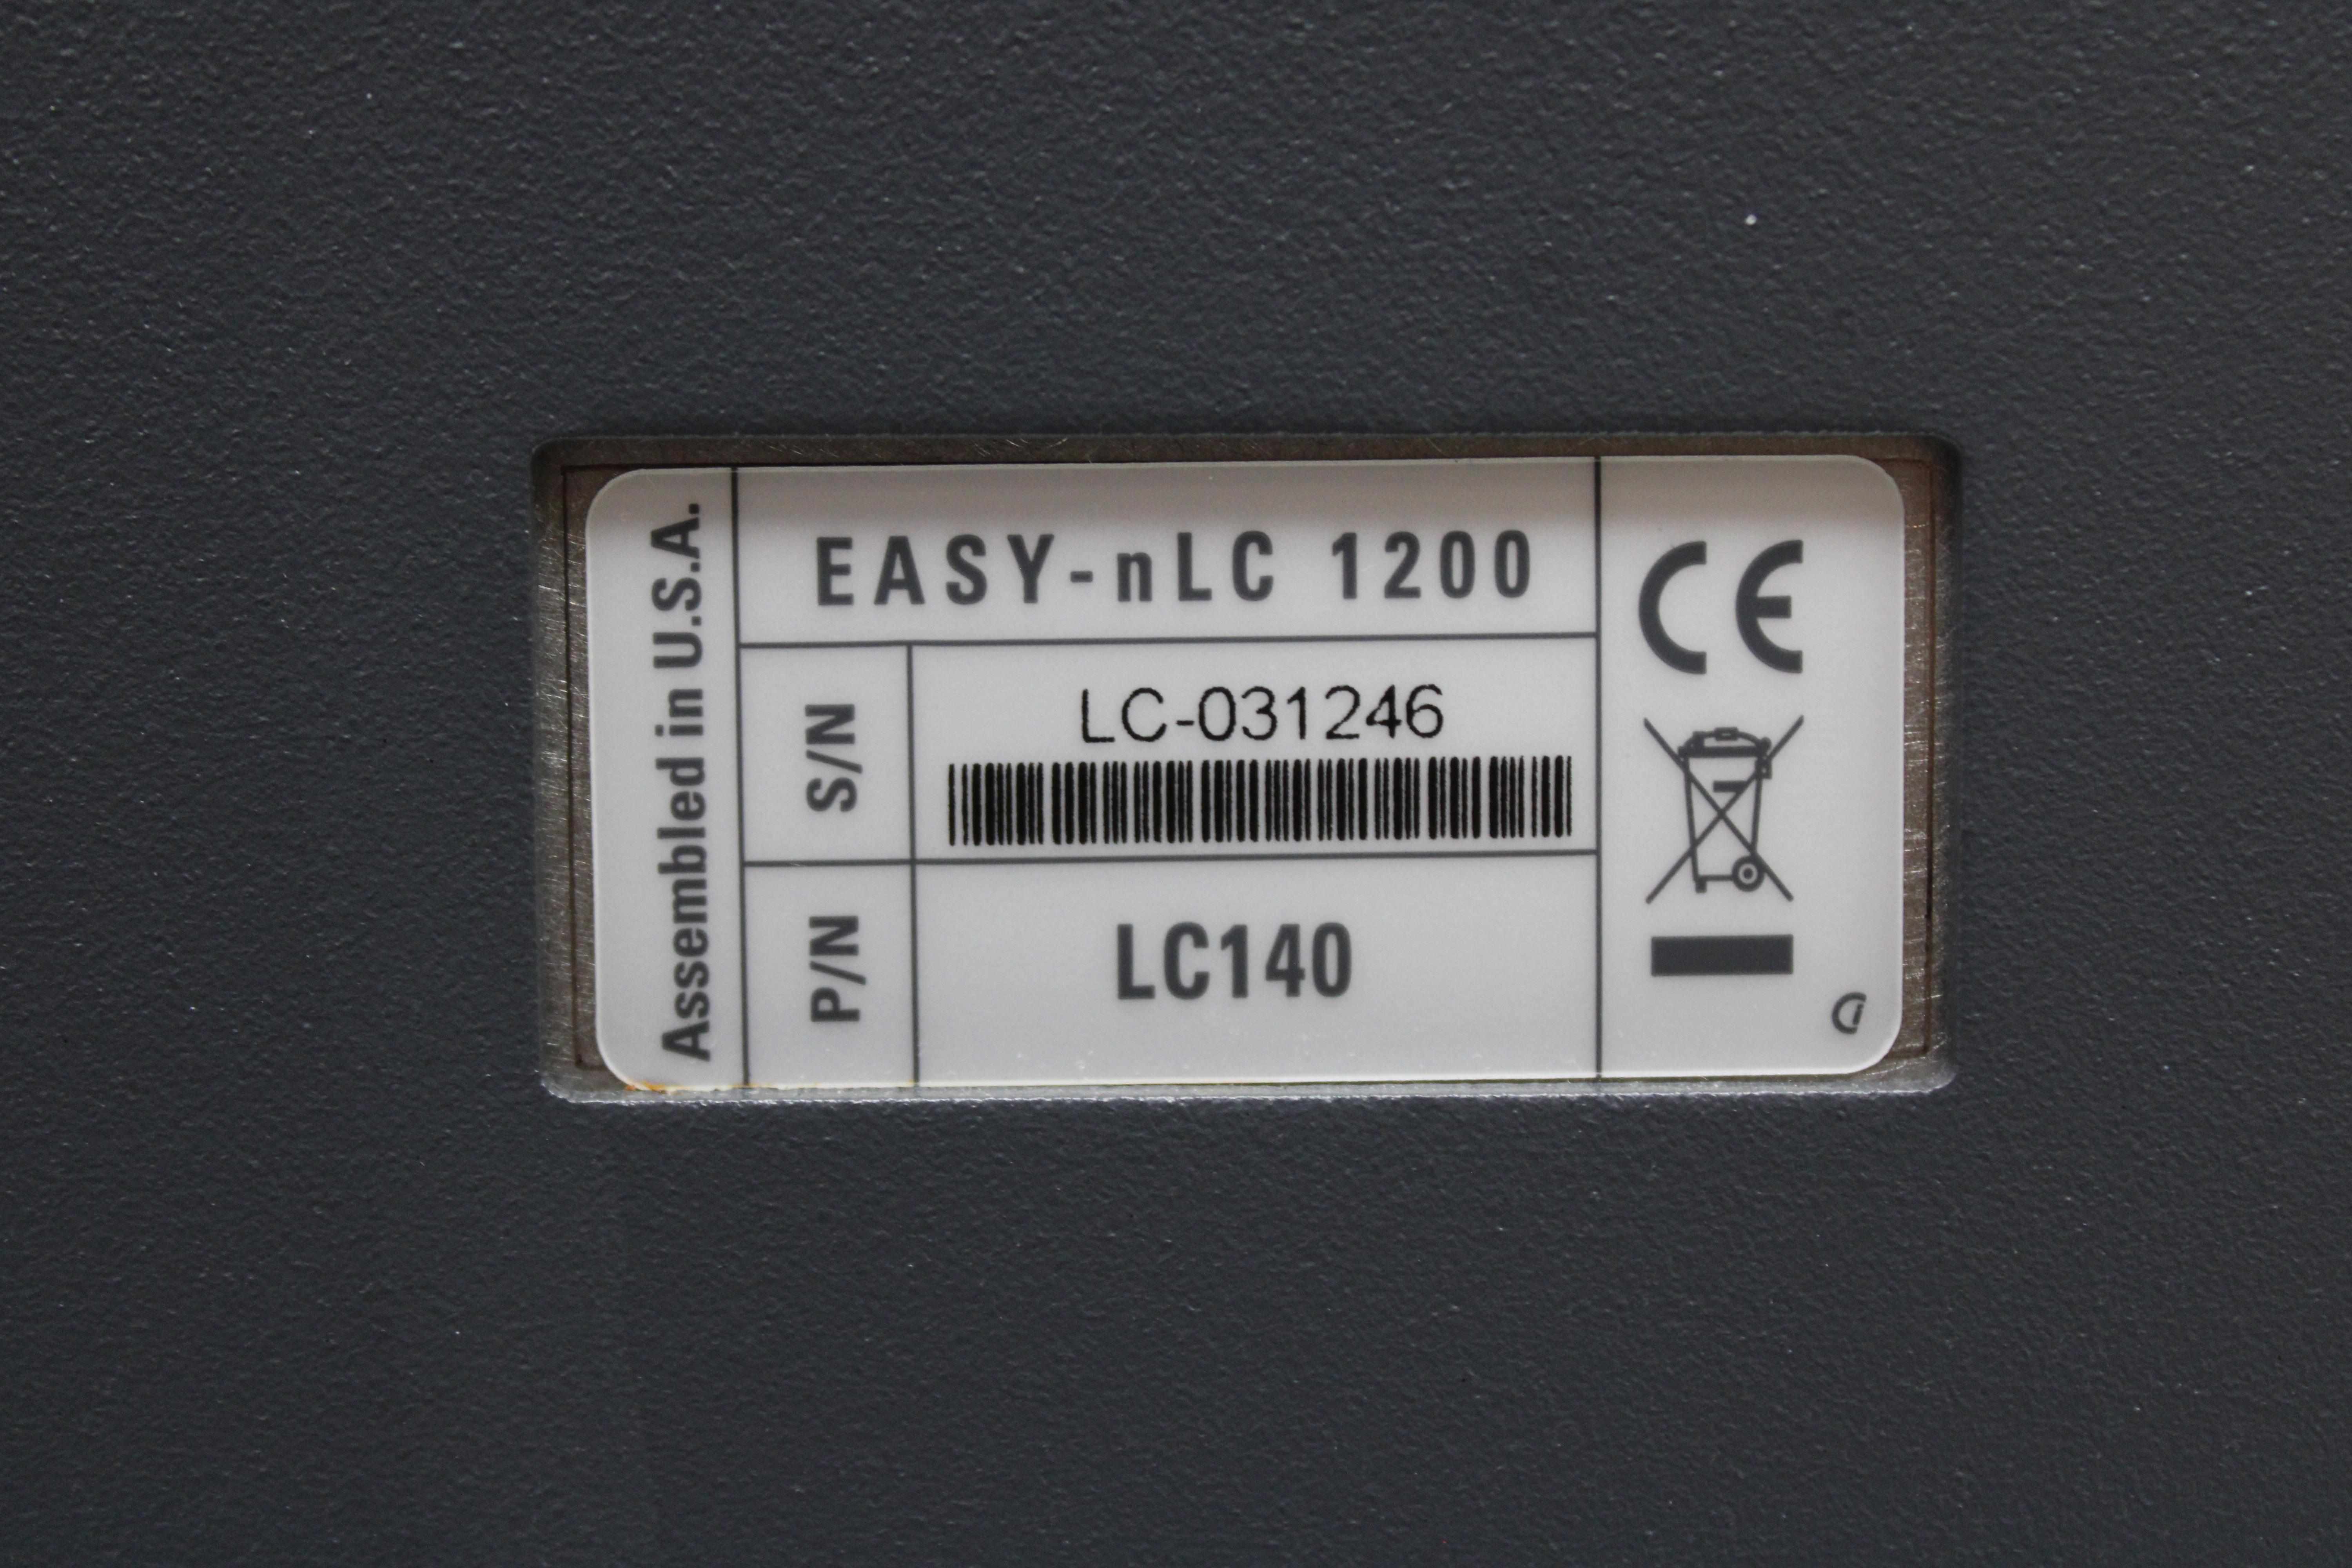 Assembled in U.S.A.
EASY-nLC 1200
S/N
LC-031246
P/N
LC140
CE